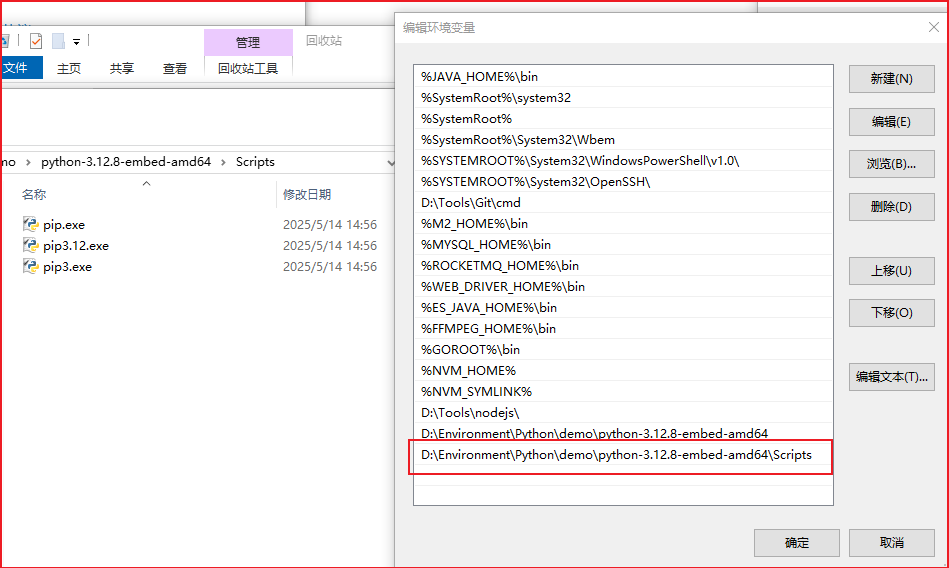 编辑环境变量
管理
回收站
文件
主页
共享
查看
回收站工具
mo › python-3.12.8-embed-amd64 › Scripts
名称
修改日期
pip.exe
2025/5/14 14:56
pip3.12.exe
2025/5/14 14:56
pip3.exe
2025/5/14 14:56
%JAVA_HOME%\bin
%SystemRoot%\system32
%SystemRoot%
%SystemRoot%\System32\Wbem
%SYSTEMROOT%\System32\WindowsPowerShell\v1.0\
%SYSTEMROOT%\System32\OpenSSH\
D:\Tools\Git\cmd
%M2_HOME%\bin
%MYSQL_HOME%\bin
%ROCKETMQ_HOME%\bin
%WEB_DRIVER_HOME%\bin
%ES_JAVA_HOME%\bin
%FFMPEG_HOME%\bin
%GOROOT%\bin
%NVM_HOME%
%NVM_SYMLINK%
D:\Tools\nodejs\
D:\Environment\Python\demo\python-3.12.8-embed-amd64
D:\Environment\Python\demo\python-3.12.8-embed-amd64\Scripts
新建(N)
编辑(E)
浏览(B)...
删除(D)
上移(U)
下移(O)
编辑文本(T)...
确定
取消